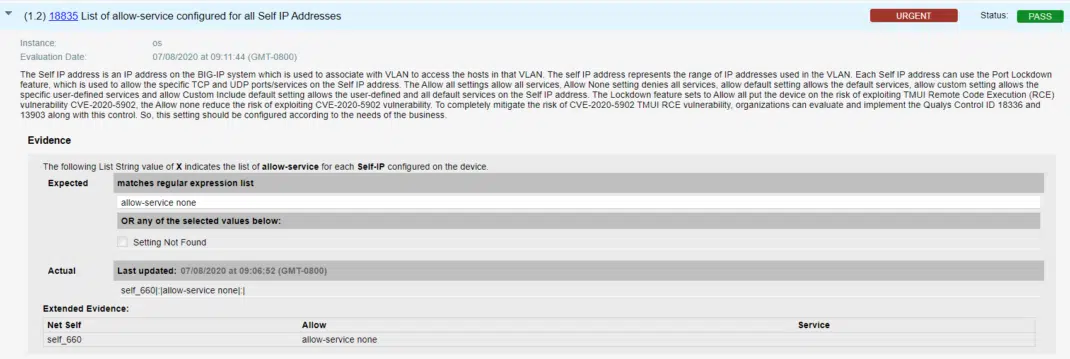 (1.2) 18835 List of allow-service configured for all Self IP Addresses URGENT Status: PASS
Instance: os
Evaluation Date: 07/08/2020 at 09:11:44 (GMT-0800)
The Self IP address is an IP address on the BIG-IP system which is used to associate with VLAN to access the hosts in that VLAN. The self IP address represents the range of IP addresses used in the VLAN. Each Self IP address can use the Port Lockdown
feature, which is used to allow the specific TCP and UDP ports/services on the Self IP address. The Allow all settings allow all services, Allow None setting denies all services, allow default setting allows the default services, allow custom setting allows the
specific user-defined services and allow Custom Include default setting allows the user-defined and all default services on the Self IP address. The Lockdown feature sets to Allow all put the device on the risk of exploiting TMUI Remote Code Execution (RCE)
vulnerability CVE-2020-5902, the Allow none reduce the risk of exploiting CVE-2020-5902 vulnerability. To completely mitigate the risk of CVE-2020-5902 TMUI RCE vulnerability, organizations can evaluate and implement the Qualys Control ID 18336 and
13903 along with this control. So, this setting should be configured according to the needs of the business.
Evidence
The following List String value of X indicates the list of allow-service for each Self-IP configured on the device.
Expected matches regular expression list
allow-service none
OR any of the selected values below:
Setting Not Found
Actual Last updated: 07/08/2020 at 09:06:52 (GMT-0800)
self_660|:|allow-service none|:|
Extended Evidence:
Net Self Allow Service
self_660 allow-service none